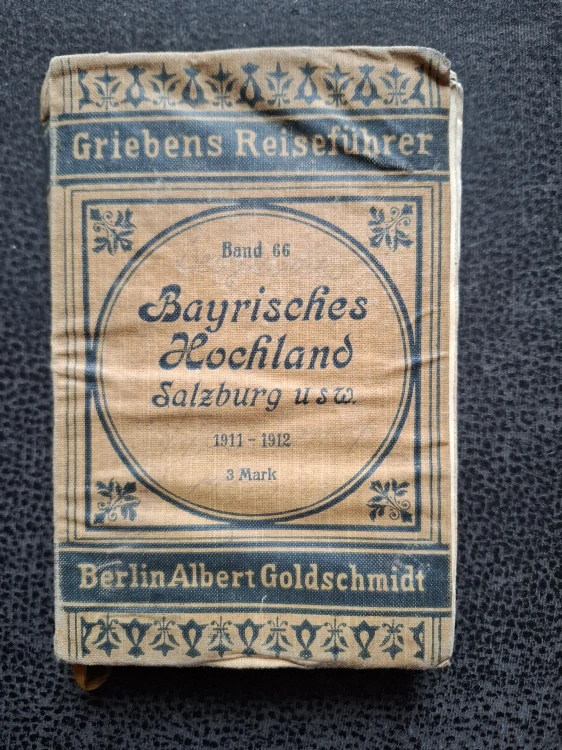 Griebens Reiseführer
Band 66
Bayrisches
Hochland
Salzburg usw.
1911-1912
3 Mark
Berlin Albert Goldschmidt